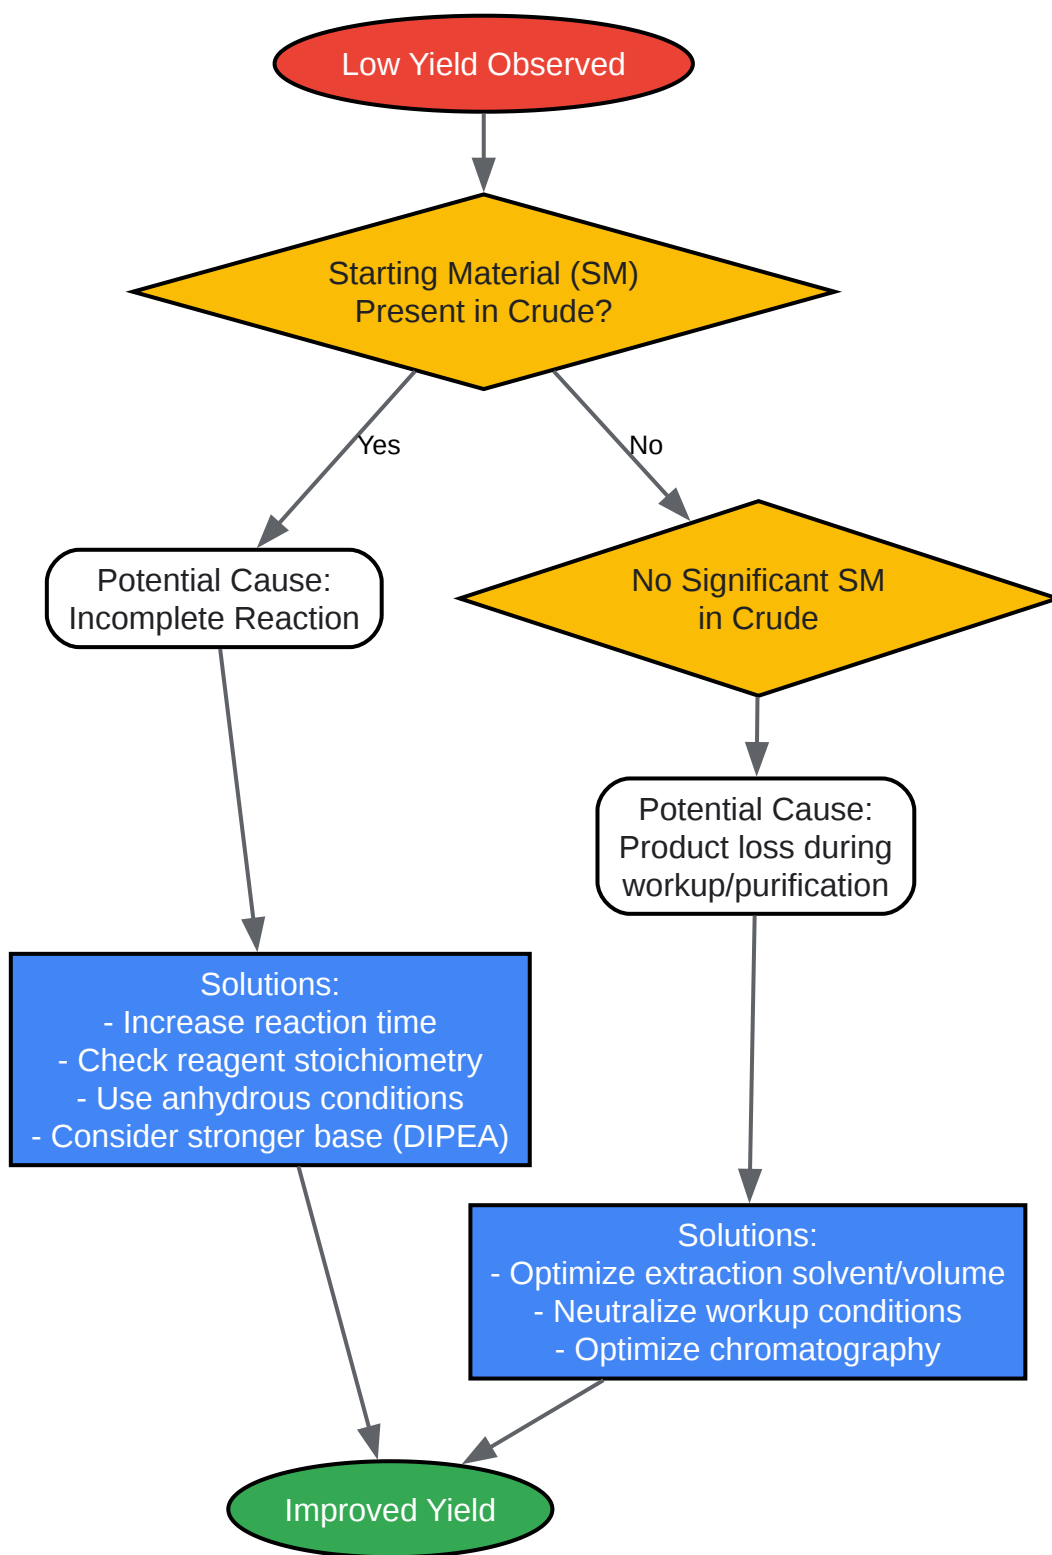 Low Yield Observed
Starting Material (SM)
Present in Crude?
Yes
No
Potential Cause:
Incomplete Reaction
No Significant SM
in Crude
Potential Cause:
Product loss during
workup/purification
Solutions:
- Increase reaction time
- Check reagent stoichiometry
- Use anhydrous conditions
- Consider stronger base (DIPEA)
Solutions:
- Optimize extraction solvent/volume
- Neutralize workup conditions
- Optimize chromatography
Improved Yield